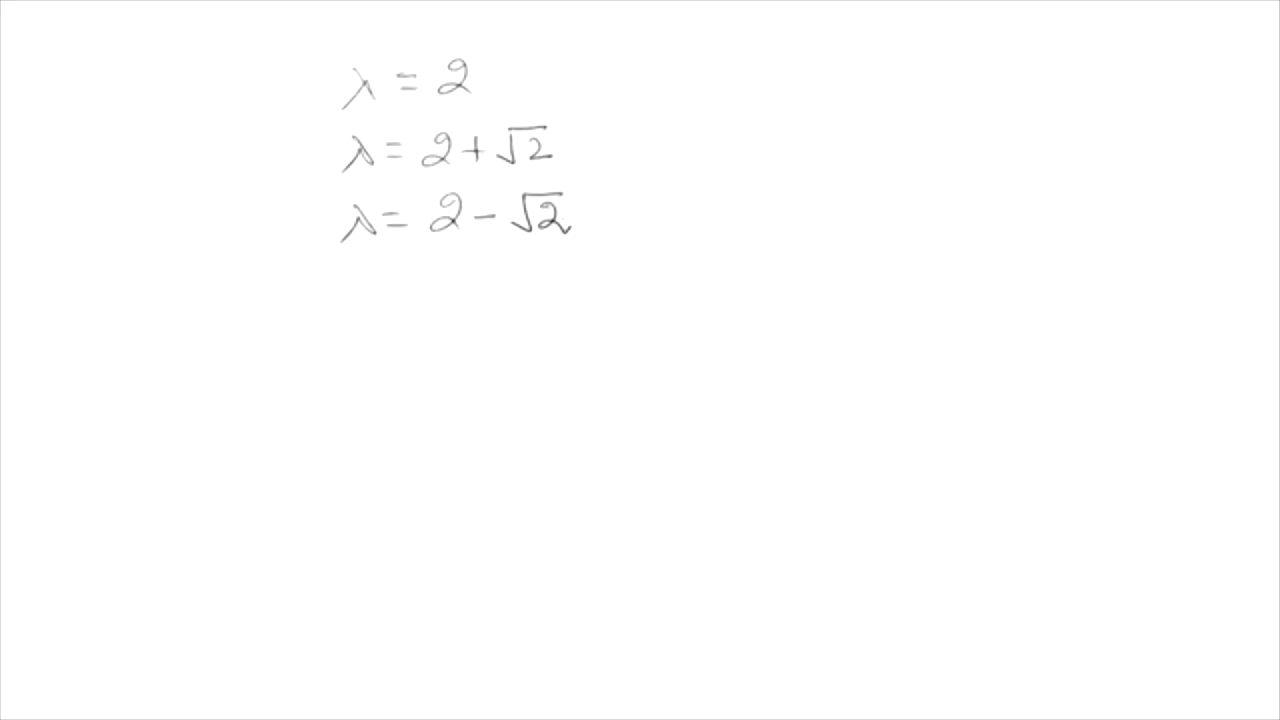 λ = 2
λ = 2 + √2
λ = 2 - √2